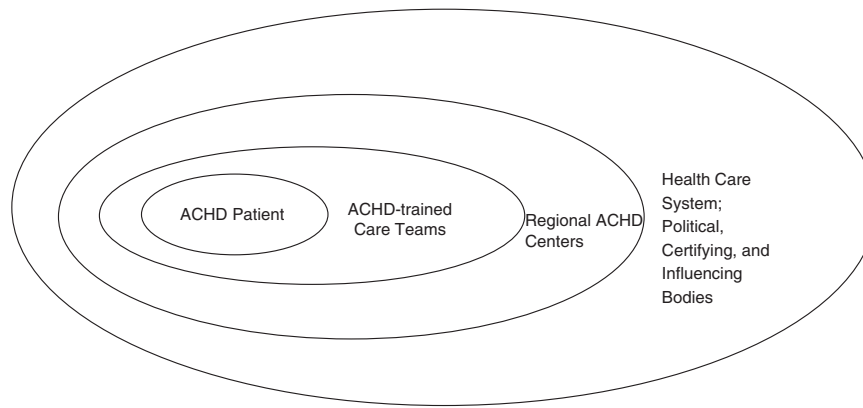 ACHD Patient
ACHD-trained
Care Teams
Regional ACHD
Centers
Health Care
System;
Political,
Certifying, and
Influencing
Bodies